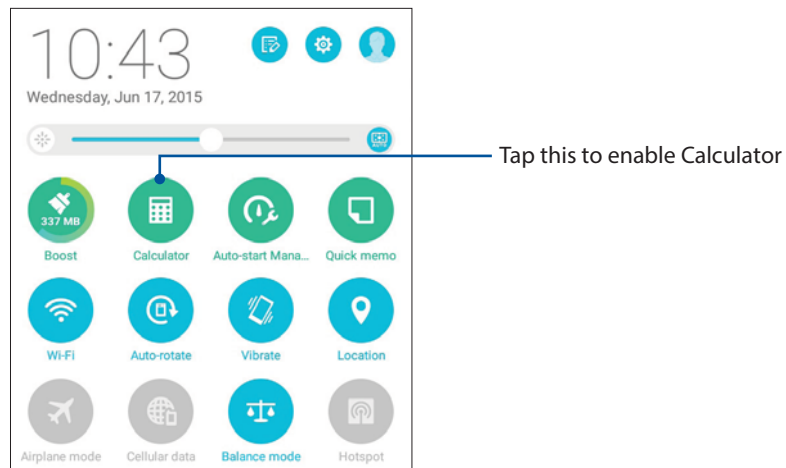 10:43
Wednesday, Jun 17, 2015
AUTO
Tap this to enable Calculator
337 MB
Boost Calculator Auto-start Mana... Quick memo
Wi-Fi Auto-rotate Vibrate Location
Airplane mode Cellular data Balance mode Hotspot